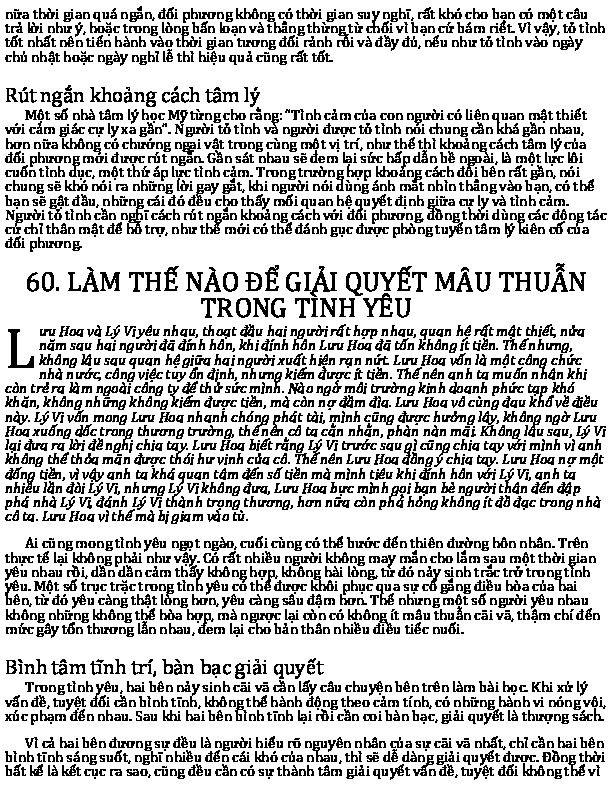 nữa thời gian quá ngắn, đối phương không có thời gian suy nghĩ, rất khó cho bạn có một câu
trả lời như ý, hoặc trong lòng bấn loạn và thẳng thừng từ chối vì bạn cứ bám riết. Vì vậy, tỏ tình
tốt nhất nên tiến hành vào thời gian tương đối rảnh rỗi và đầy đủ, nếu như tỏ tình vào ngày
chủ nhật hoặc ngày nghỉ lễ thì hiệu quả cũng rất tốt.
Rút ngắn khoảng cách tâm lý
Một số nhà tâm lý học Mỹ từng cho rằng: “Tình cảm của con người có liên quan mật thiết
với cảm giác cự ly xa gần”. Người tỏ tình và người được tỏ tình nói chung cần khá gần nhau,
hơn nữa không có chướng ngại vật trong cùng một vị trí, như thế thì khoảng cách tâm lý của
đối phương mới được rút ngắn. Gần sát nhau sẽ đem lại sức hấp dẫn bề ngoài, là một lực lôi
cuốn tình dục, một thứ áp lực tình cảm. Trong trường hợp khoảng cách đôi bên rất gần, nói
chung sẽ khó nói ra những lời gay gắt, khi người nói dùng ánh mắt nhìn thẳng vào bạn, có thể
bạn sẽ gật đầu, những cái đó đều cho thấy mối quan hệ quyết định giữa cự ly và tình cảm.
Người tỏ tình cần nghĩ cách rút ngắn khoảng cách với đối phương, đồng thời dùng các động tác
cử chỉ thân mật để bổ trợ, như thế mới có thể đánh gục được phòng tuyến tâm lý kiên cố của
đối phương.
60. LÀM THẾ NÀO ĐỂ GIẢI QUYẾT MÂU THUẪN
TRONG TÌNH YÊU
Lưu Hoa và Lý Vị yêu nhau, thoạt đầu hai người rất hợp nhau, quan hệ rất mật thiết, nửa
năm sau hai người đã đính hôn, khi đính hôn Lưu Hoa đã tốn không ít tiền. Thế nhưng,
không lâu sau quan hệ giữa hai người xuất hiện rạn nứt. Lưu Hoa vốn là một công chức
nhà nước, công việc tuy ổn định, nhưng kiếm được ít tiền. Thế nên anh ta muốn nhân khi
còn trẻ ra làm ngoài công ty để thử sức mình. Nào ngờ môi trường kinh doanh phức tạp khó
khăn, không những không kiếm được tiền, mà còn nợ đầm đìa. Lưu Hoa vô cùng đau khổ về điều
này. Lý Vị vốn mong Lưu Hoa nhanh chóng phát tài, mình cũng được hưởng lây, không ngờ Lưu
Hoa xuống dốc trong thương trường, thế nên cô ta cằn nhằn, phàn nàn mãi. Không lâu sau, Lý Vị
lại đưa ra lời đề nghị chia tay. Lưu Hoa biết rằng Lý Vị trước sau gì cũng chia tay với mình vì anh
không thể thỏa mãn được thói hư vinh của cô. Thế nên Lưu Hoa đồng ý chia tay. Lưu Hoa nợ một
đống tiền, vì vậy anh ta khá quan tâm đến số tiền mà mình tiêu khi đính hôn với Lý Vị, anh ta
nhiều lần đòi Lý Vị, nhưng Lý Vị không đưa, Lưu Hoa bực mình gọi bạn bè người thân đến đập
phá nhà Lý Vị, đánh Lý Vị thành trọng thương, hơn nữa còn phá hỏng không ít đồ đạc trong nhà
cô ta. Lưu Hoa vì thế mà bị giam vào tù.
Ai cũng mong tình yêu ngọt ngào, cuối cùng có thể bước đến thiên đường hôn nhân. Trên
thực tế lại không phải như vậy. Có rất nhiều người không may mắn cho lắm sau một thời gian
yêu nhau rồi, dần dần cảm thấy không hợp, không hài lòng, từ đó nảy sinh trắc trở trong tình
yêu. Một số trục trặc trong tình yêu có thể được khôi phục qua sự cố gắng điều hòa của hai
bên, từ đó yêu càng thật lòng hơn, yêu càng sâu đậm hơn. Thế nhưng một số người yêu nhau
không những không thể hòa hợp, mà ngược lại còn có không ít mâu thuẫn cãi vã, thậm chí đến
mức gây tổn thương lẫn nhau, đem lại cho bản thân nhiều điều tiếc nuối.
Bình tâm tĩnh trí, bàn bạc giải quyết
Trong tình yêu, hai bên nảy sinh cãi vã cần lấy câu chuyện bên trên làm bài học. Khi xử lý
vấn đề, tuyệt đối cần bình tĩnh, không thể hành động theo cảm tính, có những hành vi nóng vội,
xúc phạm đến nhau. Sau khi hai bên bình tĩnh lại rồi cần coi bàn bạc, giải quyết là thượng sách.
Vì cả hai bên đương sự đều là người hiểu rõ nguyên nhân của sự cãi vã nhất, chỉ cần hai bên
bình tĩnh sáng suốt, nghĩ nhiều đến cái khó của nhau, thì sẽ dễ dàng giải quyết được. Đồng thời
bất kể là kết cục ra sao, cũng đều cần có sự thành tâm giải quyết vấn đề, tuyệt đối không thể vì